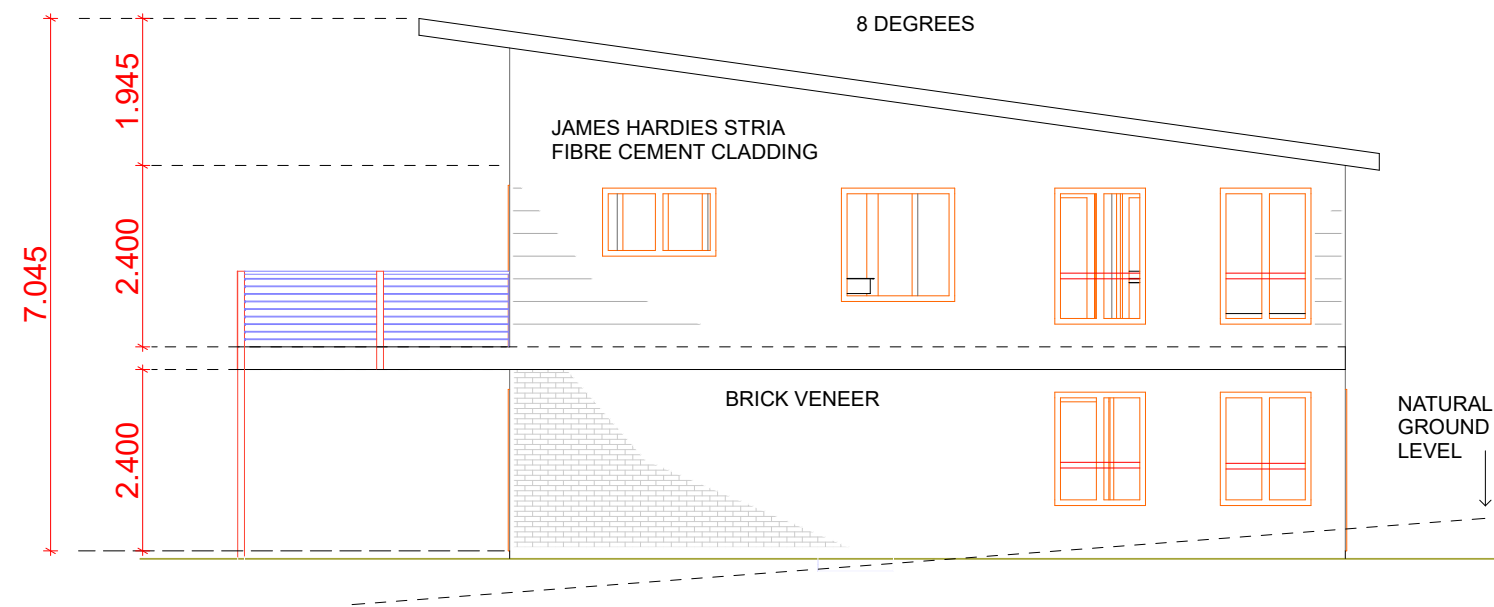 8 DEGREES
1.945
JAMES HARDIES STRIA
FIBRE CEMENT CLADDING
2.400
7.045
BRICK VENEER
NATURAL
GROUND
LEVEL
2.400